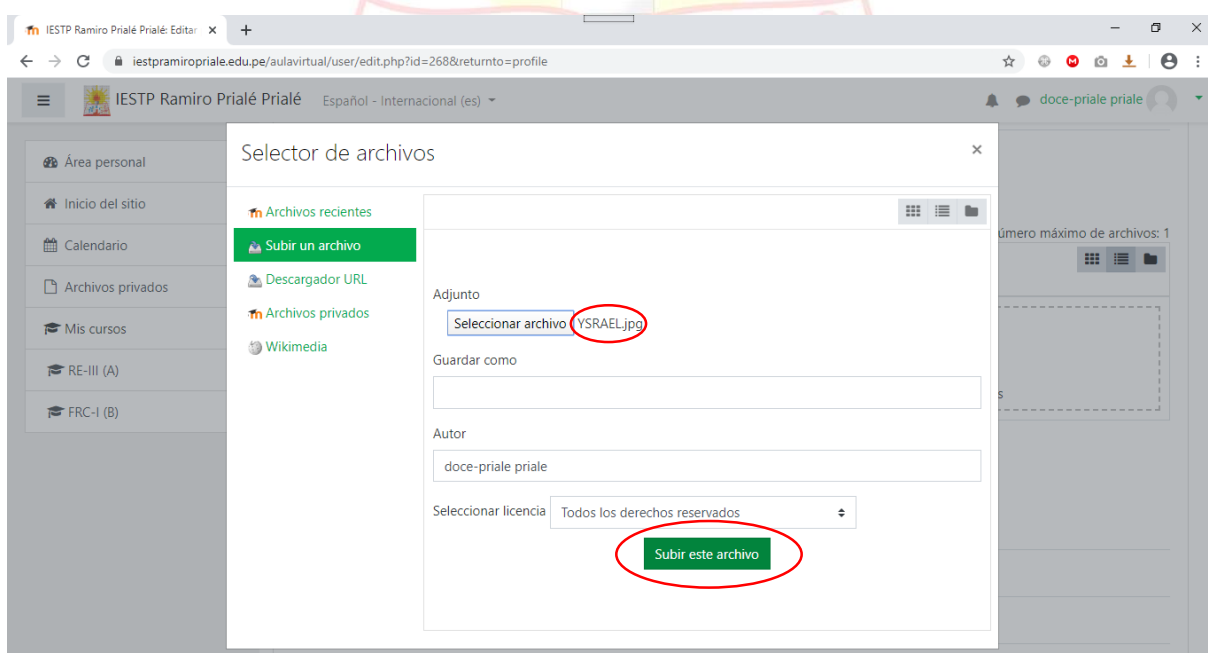 IESTP Ramiro Prialé Prialé: Editar
iestpramiropriale.edu.pe/aulavirtual/user/edit.php?id=268&returnto=profile
IESTP Ramiro Prialé Prialé Español - Internacional (es)
doce-priale priale
Selector de archivos
Área personal
Inicio del sitio
Calendario
Archivos privados
Mis cursos
RE-III (A)
FRC-I (B)
Archivos recientes
Subir un archivo
Descargador URL
Archivos privados
Wikimedia
Adjunto
Seleccionar archivo YSRAEL.jpg
Guardar como
Autor
doce-priale priale
Seleccionar licencia Todos los derechos reservados
Subir este archivo
úmero máximo de archivos: 1
s